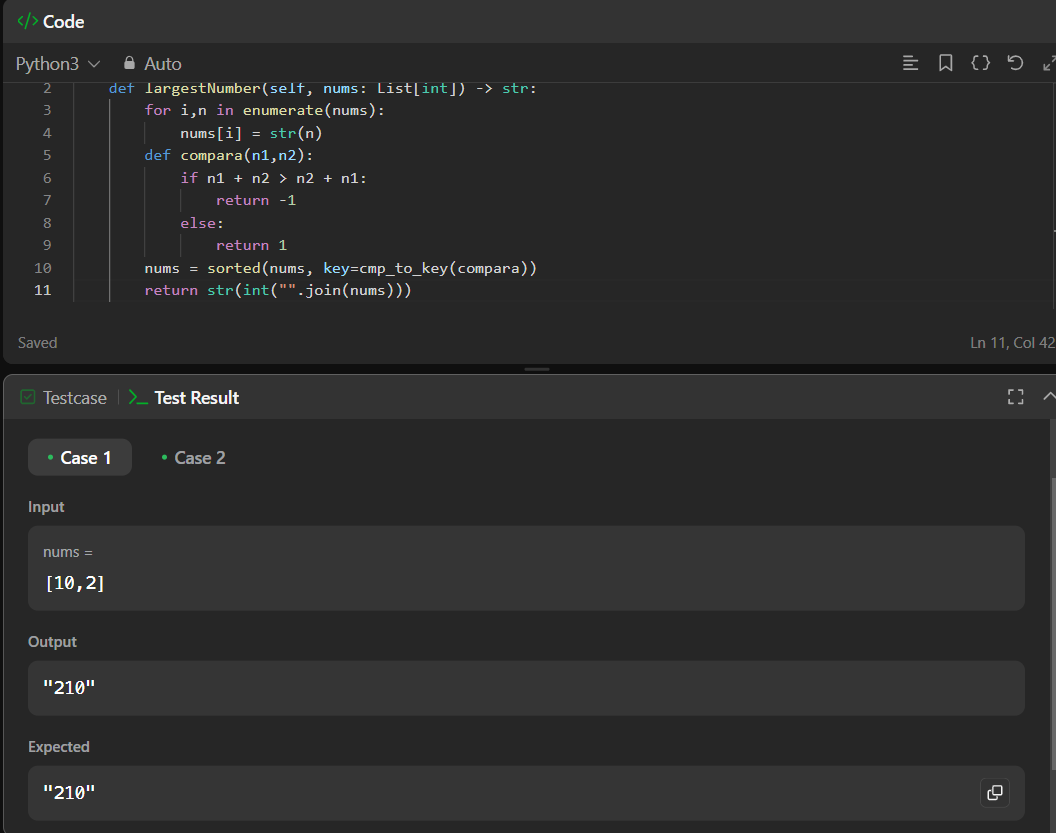 </> Code
Python3 Auto
2 def largestNumber(self, nums: List[int]) -> str:
3 for i,n in enumerate(nums):
4 nums[i] = str(n)
5 def compara(n1,n2):
6 if n1 + n2 > n2 + n1:
7 return -1
8 else:
9 return 1
10 nums = sorted(nums, key=cmp_to_key(compara))
11 return str(int("".join(nums)))
Saved Ln 11, Col 42
Testcase Test Result
Case 1 Case 2
Input
nums =
[10,2]
Output
"210"
Expected
"210"